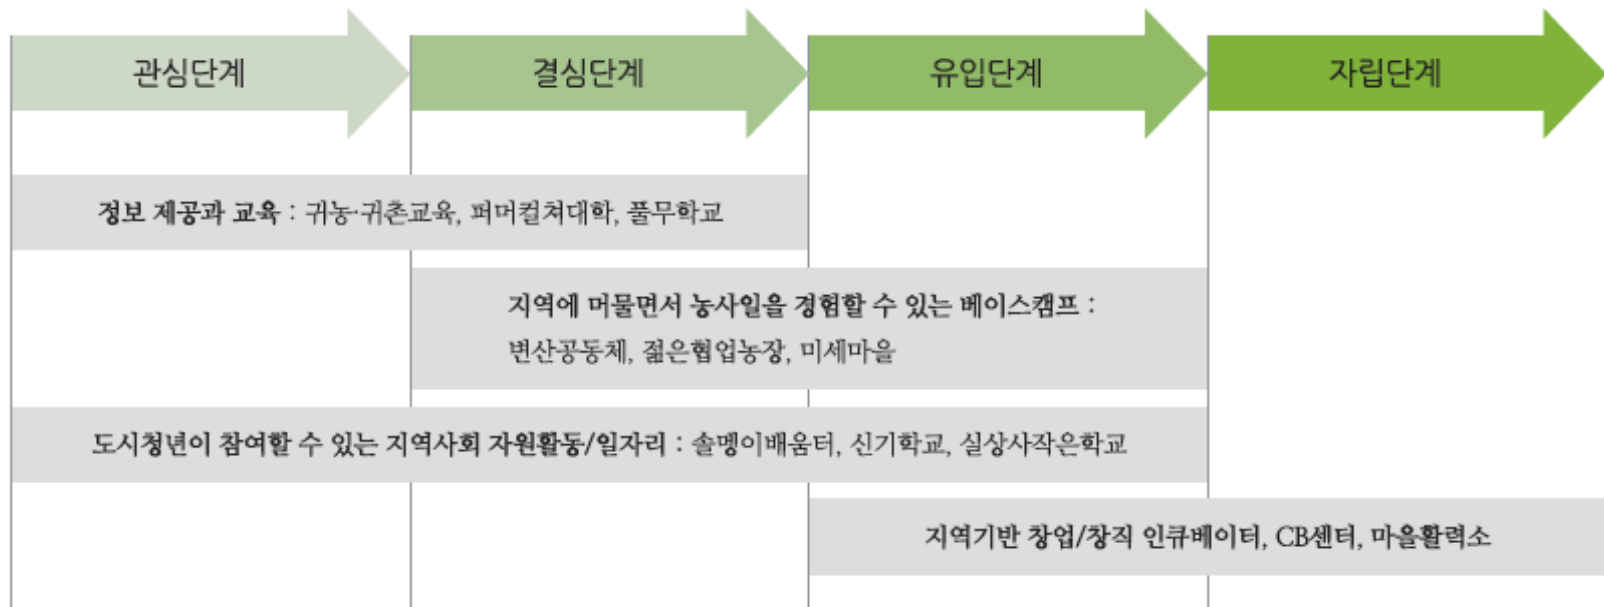 관심단계
결심단계
유입단계
자립단계
정보 제공과 교육 : 귀농·귀촌교육, 퍼머컬쳐대학, 풀무학교
지역에 머물면서 농사일을 경험할 수 있는 베이스캠프 :
변산공동체, 젊은협업농장, 미세마을
도시청년이 참여할 수 있는 지역사회 자원활동/일자리 : 솔멩이배움터, 신기학교, 실상사작은학교
지역기반 창업/창직 인큐베이터, CB센터, 마을활력소